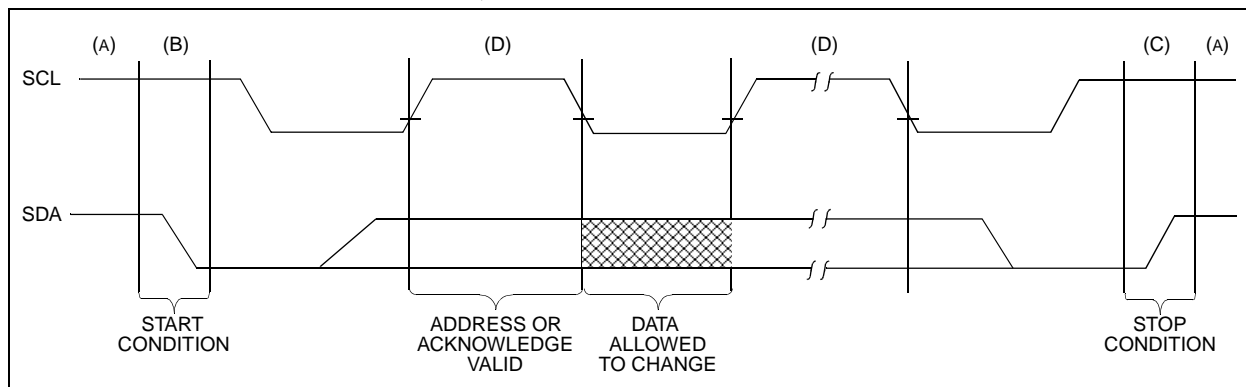 (A) (B) (D) (D) (C) (A)
SCL
SDA
START
CONDITION
ADDRESS OR
ACKNOWLEDGE
VALID
DATA
ALLOWED
TO CHANGE
STOP
CONDITION